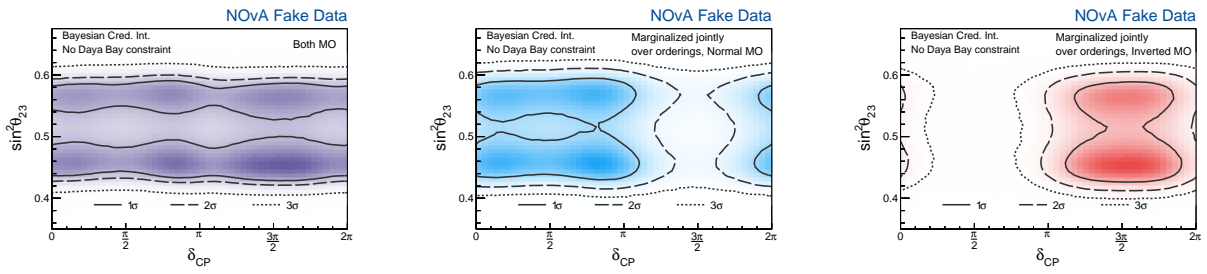 NOvA Fake Data
Bayesian Cred. Int.
No Daya Bay constraint
Both MO
sin²θ₂₃
0.6
0.5
0.4
1σ 2σ 3σ
0 π/2 π 3π/2 2π
δ_CP
NOvA Fake Data
Bayesian Cred. Int.
No Daya Bay constraint
Marginalized jointly
over orderings, Normal MO
sin²θ₂₃
0.6
0.5
0.4
1σ 2σ 3σ
0 π/2 π 3π/2 2π
δ_CP
NOvA Fake Data
Bayesian Cred. Int.
No Daya Bay constraint
Marginalized jointly
over orderings, Inverted MO
sin²θ₂₃
0.6
0.5
0.4
1σ 2σ 3σ
0 π/2 π 3π/2 2π
δ_CP